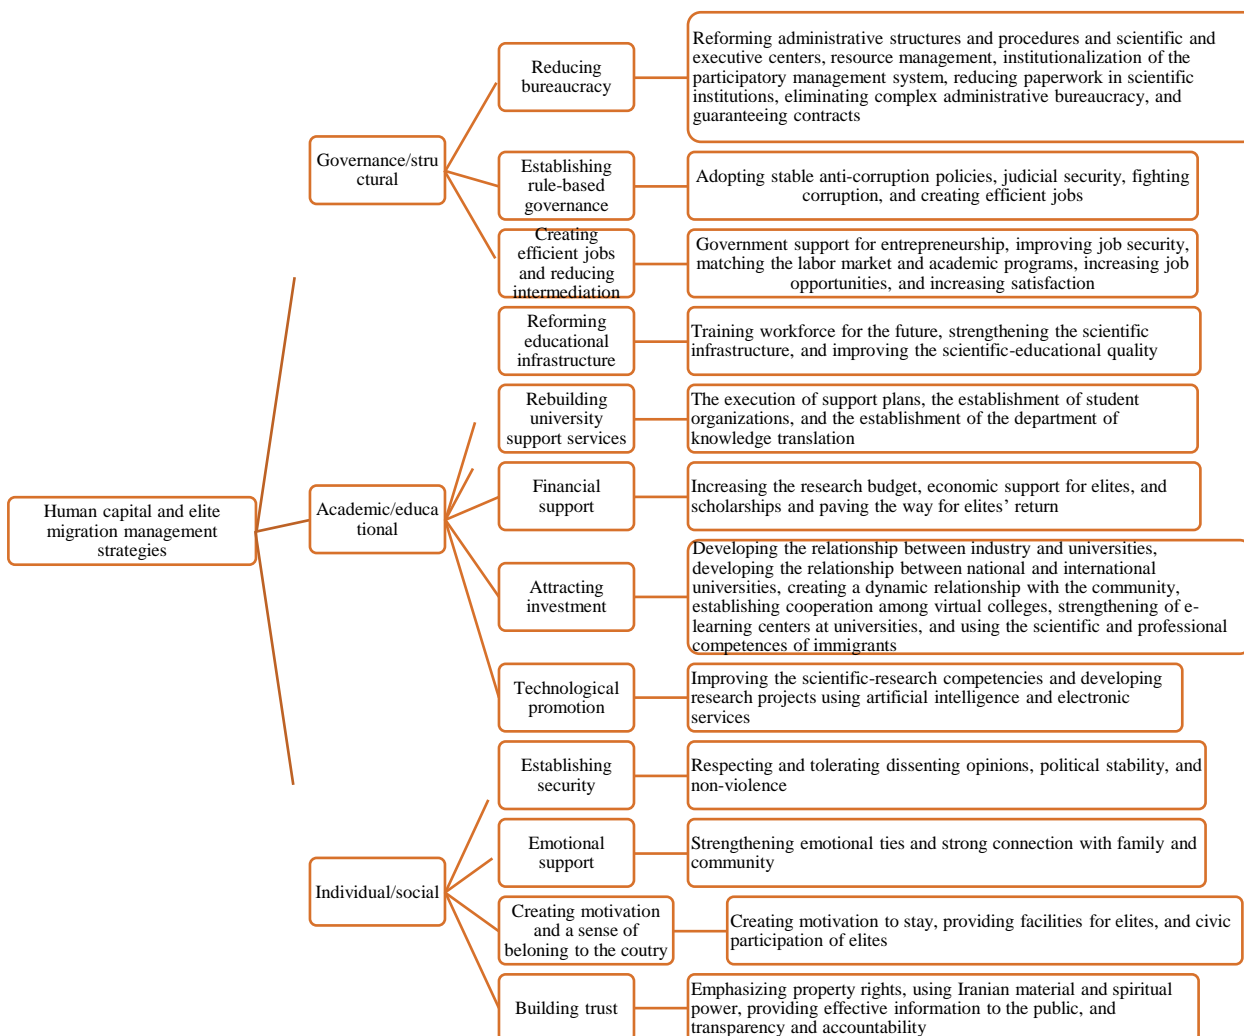 Human capital and elite
migration management
strategies
Governance/stru
ctural
Reducing
bureaucracy
Reforming administrative structures and procedures and scientific and
executive centers, resource management, institutionalization of the
participatory management system, reducing paperwork in scientific
institutions, eliminating complex administrative bureaucracy, and
guaranteeing contracts
Establishing
rule-based
governance
Adopting stable anti-corruption policies, judicial security, fighting
corruption, and creating efficient jobs
Creating
efficient jobs
and reducing
intermediation
Government support for entrepreneurship, improving job security,
matching the labor market and academic programs, increasing job
opportunities, and increasing satisfaction
Academic/educa
tional
Reforming
educational
infrastructure
Training workforce for the future, strengthening the scientific
infrastructure, and improving the scientific-educational quality
Rebuilding
university
support services
The execution of support plans, the establishment of student
organizations, and the establishment of the department of
knowledge translation
Financial
support
Increasing the research budget, economic support for elites, and
scholarships and paving the way for elites’ return
Attracting
investment
Developing the relationship between industry and universities,
developing the relationship between national and international
universities, creating a dynamic relationship with the community,
establishing cooperation among virtual colleges, strengthening of e-
learning centers at universities, and using the scientific and professional
competences of immigrants
Technological
promotion
Improving the scientific-research competencies and developing
research projects using artificial intelligence and electronic
services
Individual/social
Establishing
security
Respecting and tolerating dissenting opinions, political stability, and
non-violence
Emotional
support
Strengthening emotional ties and strong connection with family and
community
Creating motivation
and a sense of
beloning to the coutry
Creating motivation to stay, providing facilities for elites, and civic
participation of elites
Building trust
Emphasizing property rights, using Iranian material and spiritual
power, providing effective information to the public, and
transparency and accountability